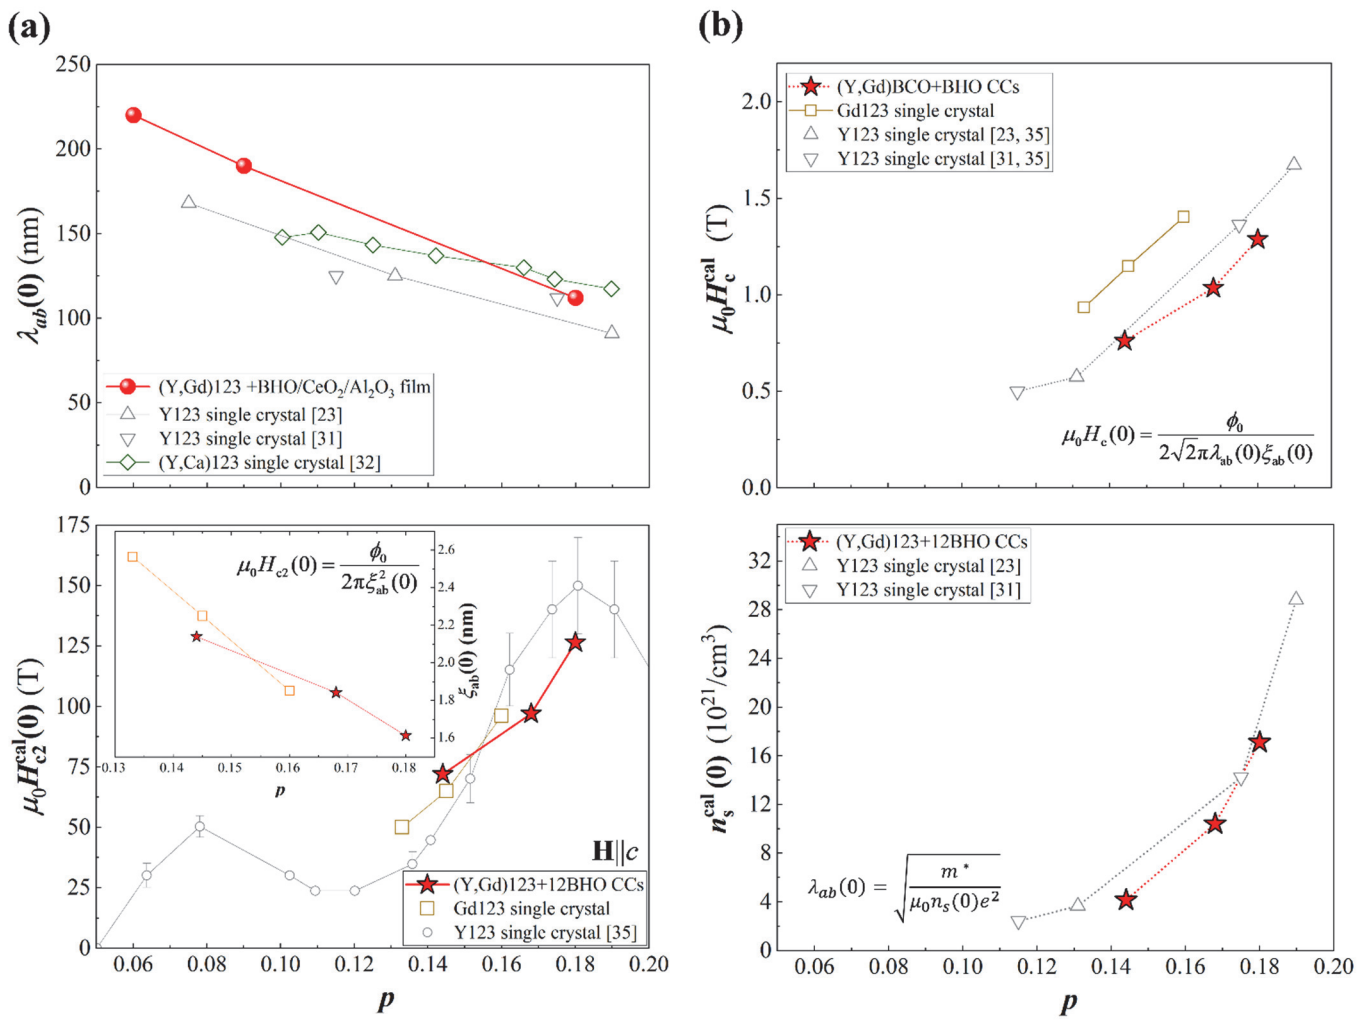 (a)
250
200
150
100
50
0
λab(0) (nm)
(Y,Gd)123 +BHO/CeO2/Al2O3 film
Y123 single crystal [23]
Y123 single crystal [31]
(Y,Ca)123 single crystal [32]
175
150
125
100
75
50
25
0
μ0Hc2cal(0) (T)
μ0Hc2(0) = ϕ0 / 2πξab2(0)
2.6
2.4
2.2
2.0
1.8
1.6
ξab(0) (nm)
0.13 0.14 0.15 0.16 0.17 0.18
p
H||c
(Y,Gd)123+12BHO CCs
Gd123 single crystal
Y123 single crystal [35]
0.06 0.08 0.10 0.12 0.14 0.16 0.18 0.20
p
(b)
2.0
1.5
1.0
0.5
0.0
μ0Hccal (T)
(Y,Gd)BCO+BHO CCs
Gd123 single crystal
Y123 single crystal [23, 35]
Y123 single crystal [31, 35]
μ0Hc(0) = ϕ0 / 2√2πλab(0)ξab(0)
32
28
24
20
16
12
8
4
0
nscal(0) (10^21/cm3)
(Y,Gd)123+12BHO CCs
Y123 single crystal [23]
Y123 single crystal [31]
λab(0) = √(m* / μ0ns(0)e2)
0.06 0.08 0.10 0.12 0.14 0.16 0.18 0.20
p